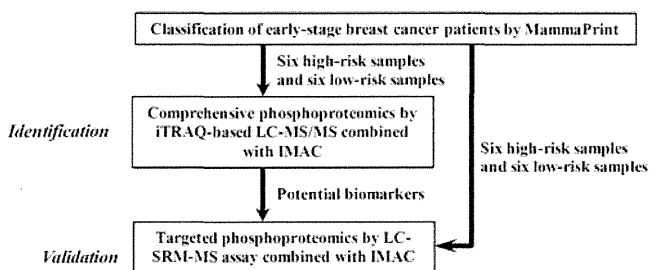 Classification of early-stage breast cancer patients by MammaPrint
Six high-risk samples
and six low-risk samples
Identification
Comprehensive phosphoproteomics by
iTRAQ-based LC-MS/MS combined
with IMAC
Six high-risk samples
and six low-risk samples
Potential biomarkers
Validation
Targeted phosphoproteomics by LC-
SRM-MS assay combined with IMAC